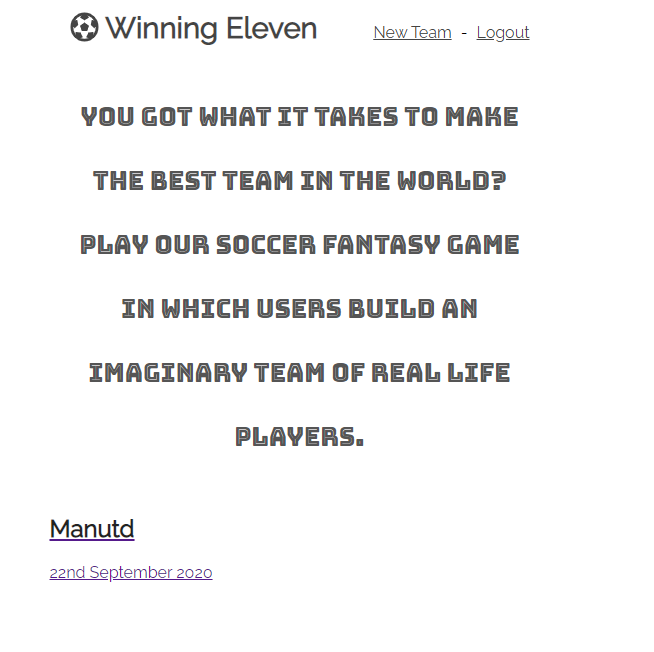 Winning Eleven
New Team - Logout
YOU GOT WHAT IT TAKES TO MAKE
THE BEST TEAM IN THE WORLD?
PLAY OUR SOCCER FANTASY GAME
IN WHICH USERS BUILD AN
IMAGINARY TEAM OF REAL LIFE
PLAYERS.
Manutd
22nd September 2020